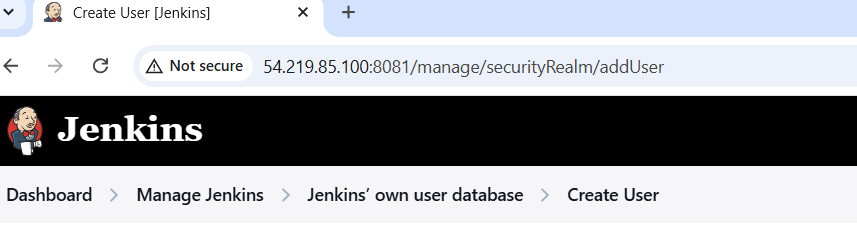 Create User [Jenkins]
Not secure 54.219.85.100:8081/manage/securityRealm/addUser
Jenkins
Dashboard Manage Jenkins Jenkins’ own user database Create User